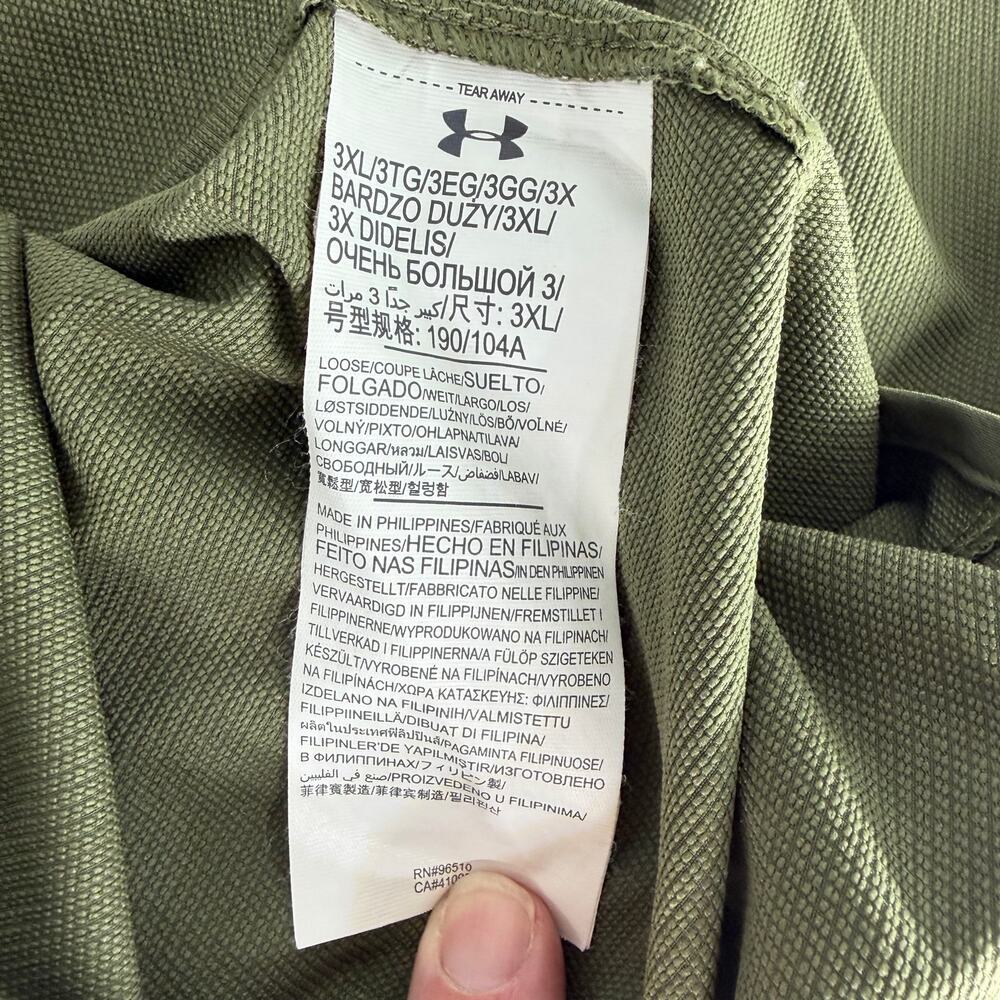 TEAR AWAY
3XL/3TG/3EG/3GG/3X
BARDZO DUŻY/3XL/
3X DIDELIS/
ОЧЕНЬ БОЛЬШОЙ 3/
كبير جدًا 3 مرات/尺寸: 3XL/
号型规格: 190/104A
LOOSE/COUPE LÂCHE/SUELTO/
FOLGADO/WEIT/LARGO/LOS/
LØSTSIDDENDE/LUŹNY/LÖS/BŐ/VOĽNÉ/
VOLNÝ/ΡΙΧΤΟ/OHLAPNA/TILAVA/
LONGGAR/หลวม/LAISVAS/BOL/
СВОБОДНЫЙ/ルース/فضفاض/LABAV/
寬鬆型/宽松型/헐렁함
MADE IN PHILIPPINES/FABRIQUÉ AUX
PHILIPPINES/HECHO EN FILIPINAS/
FEITO NAS FILIPINAS/IN DEN PHILIPPINEN
HERGESTELLT/FABBRICATO NELLE FILIPPINE/
VERVAARDIGD IN FILIPPIJNEN/FREMSTILLET I
FILIPPINERNE/WYPRODUKOWANO NA FILIPINACH/
TILLVERKAD I FILIPPINERNA/A FÜLÖP SZIGETEKEN
KÉSZÜLT/VYROBENÉ NA FILIPÍNACH/VYROBENO
NA FILIPÍNÁCH/ΧΩΡΑ ΚΑΤΑΣΚΕΥΗΣ: ΦΙΛΙΠΠΙΝΕΣ/
IZDELANO NA FILIPINIH/VALMISTETTU
FILIPPIINEILLÄ/DIBUAT DI FILIPINA/
ผลิตในประเทศฟิลิปปินส์/PAGAMINTA FILIPINUOSE/
FILIPINLER'DE YAPILMIŞTIR/ИЗГОТОВЛЕНО
В ФИЛИППИНАХ/フィリピン製/
صنع في الفلبين/PROIZVEDENO U FILIPINIMA/
菲律賓製造/菲律宾制造/필리핀산
RN#96510